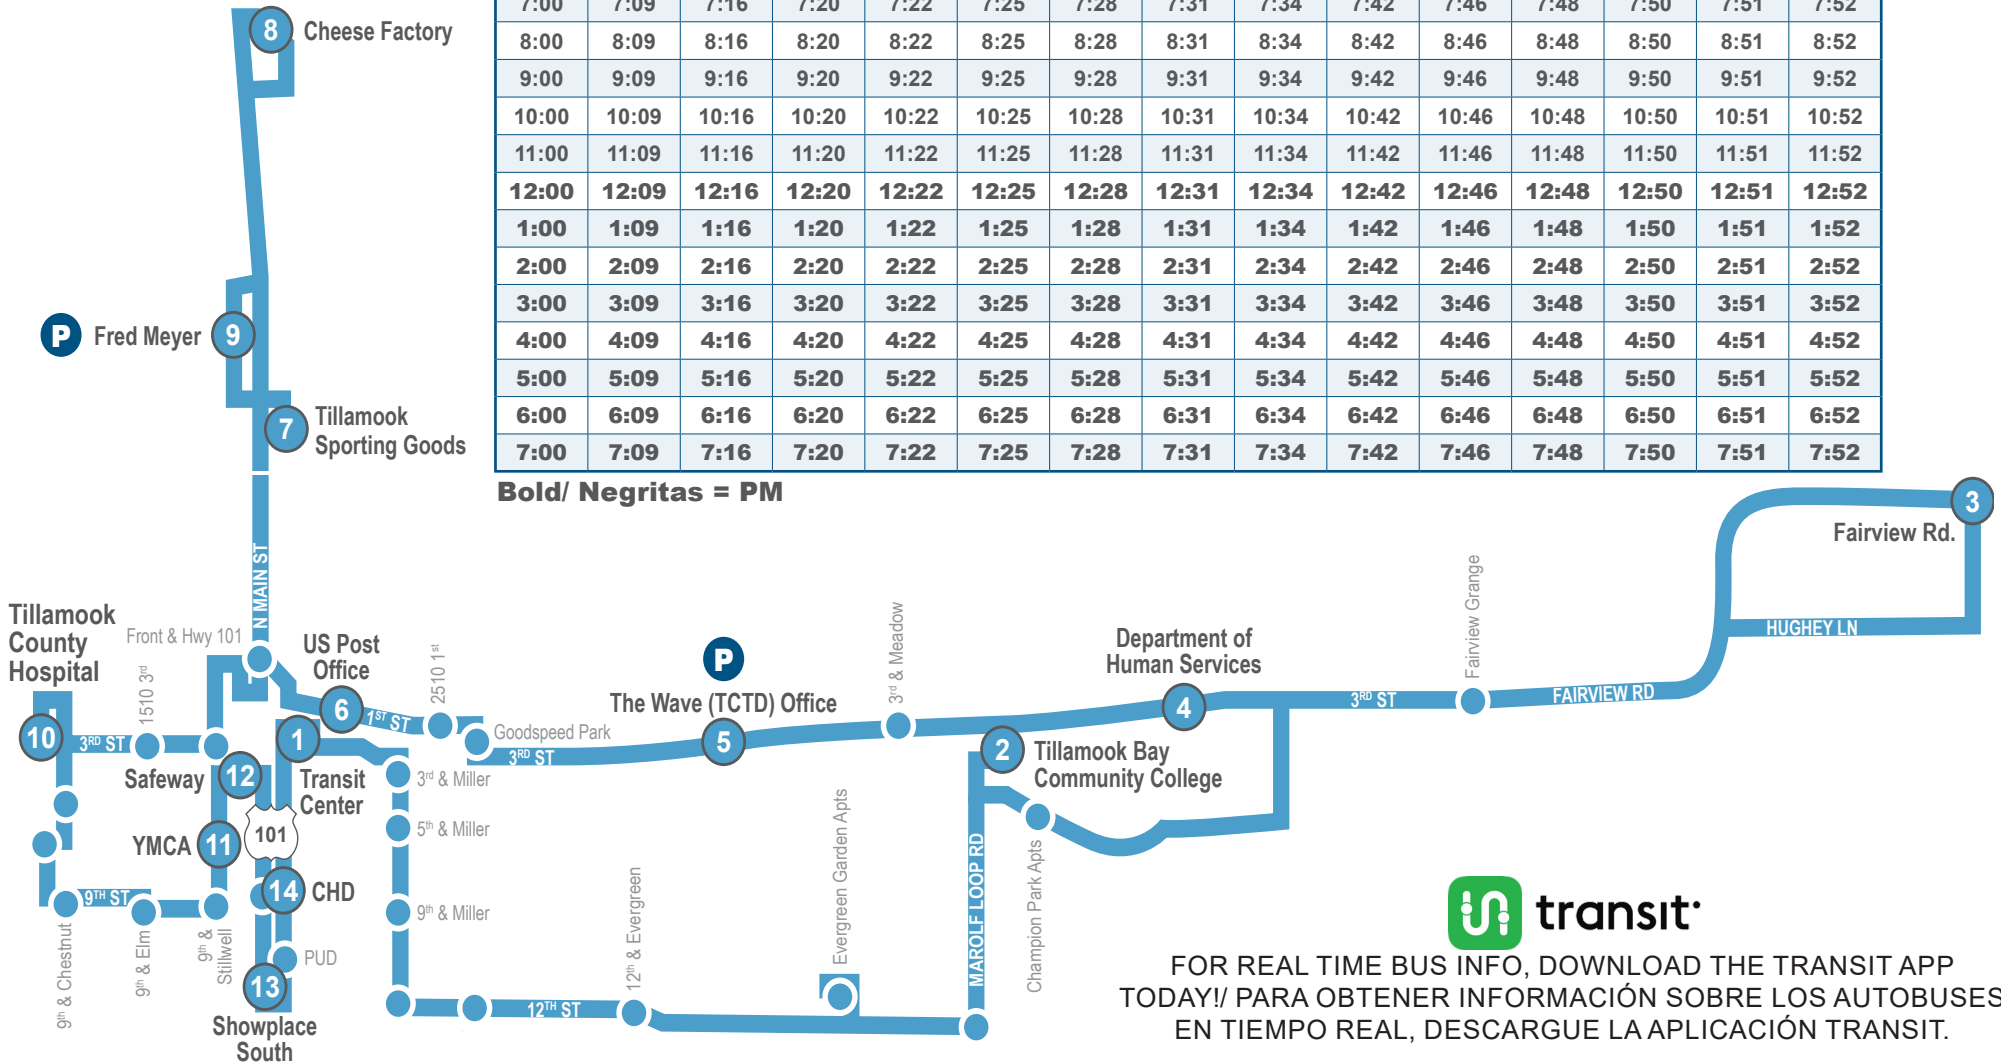 7:00 7:09 7:16 7:20 7:22 7:25 7:28 7:31 7:34 7:42 7:46 7:48 7:50 7:51 7:52
8:00 8:09 8:16 8:20 8:22 8:25 8:28 8:31 8:34 8:42 8:46 8:48 8:50 8:51 8:52
9:00 9:09 9:16 9:20 9:22 9:25 9:28 9:31 9:34 9:42 9:46 9:48 9:50 9:51 9:52
10:00 10:09 10:16 10:20 10:22 10:25 10:28 10:31 10:34 10:42 10:46 10:48 10:50 10:51 10:52
11:00 11:09 11:16 11:20 11:22 11:25 11:28 11:31 11:34 11:42 11:46 11:48 11:50 11:51 11:52
12:00 12:09 12:16 12:20 12:22 12:25 12:28 12:31 12:34 12:42 12:46 12:48 12:50 12:51 12:52
1:00 1:09 1:16 1:20 1:22 1:25 1:28 1:31 1:34 1:42 1:46 1:48 1:50 1:51 1:52
2:00 2:09 2:16 2:20 2:22 2:25 2:28 2:31 2:34 2:42 2:46 2:48 2:50 2:51 2:52
3:00 3:09 3:16 3:20 3:22 3:25 3:28 3:31 3:34 3:42 3:46 3:48 3:50 3:51 3:52
4:00 4:09 4:16 4:20 4:22 4:25 4:28 4:31 4:34 4:42 4:46 4:48 4:50 4:51 4:52
5:00 5:09 5:16 5:20 5:22 5:25 5:28 5:31 5:34 5:42 5:46 5:48 5:50 5:51 5:52
6:00 6:09 6:16 6:20 6:22 6:25 6:28 6:31 6:34 6:42 6:46 6:48 6:50 6:51 6:52
7:00 7:09 7:16 7:20 7:22 7:25 7:28 7:31 7:34 7:42 7:46 7:48 7:50 7:51 7:52
Bold/ Negritas = PM
8 Cheese Factory
P Fred Meyer 9
7 Tillamook
Sporting Goods
N MAIN ST
3
Fairview Rd.
HUGHEY LN
Tillamook
County
Hospital
10
3RD ST
1510 3rd
Front & Hwy 101
US Post
Office
6
1ST ST
2510 1st
Goodspeed Park
3RD ST
P
The Wave (TCTD) Office
5
3rd & Meadow
Department of
Human Services
4
3RD ST
Fairview Grange
FAIRVIEW RD
1
Transit
Center
Safeway 12
101
YMCA 11
14 CHD
PUD
13
Showplace
South
9TH ST
9th & Chestnut
9th & Elm
9th &
Stillwell
3rd & Miller
5th & Miller
9th & Miller
12TH ST
12th & Evergreen
Evergreen Garden Apts
MAROLF LOOP RD
2 Tillamook Bay
Community College
Champion Park Apts
transit
FOR REAL TIME BUS INFO, DOWNLOAD THE TRANSIT APP
TODAY!/ PARA OBTENER INFORMACIÓN SOBRE LOS AUTOBUSES
EN TIEMPO REAL, DESCARGUE LA APLICACIÓN TRANSIT.